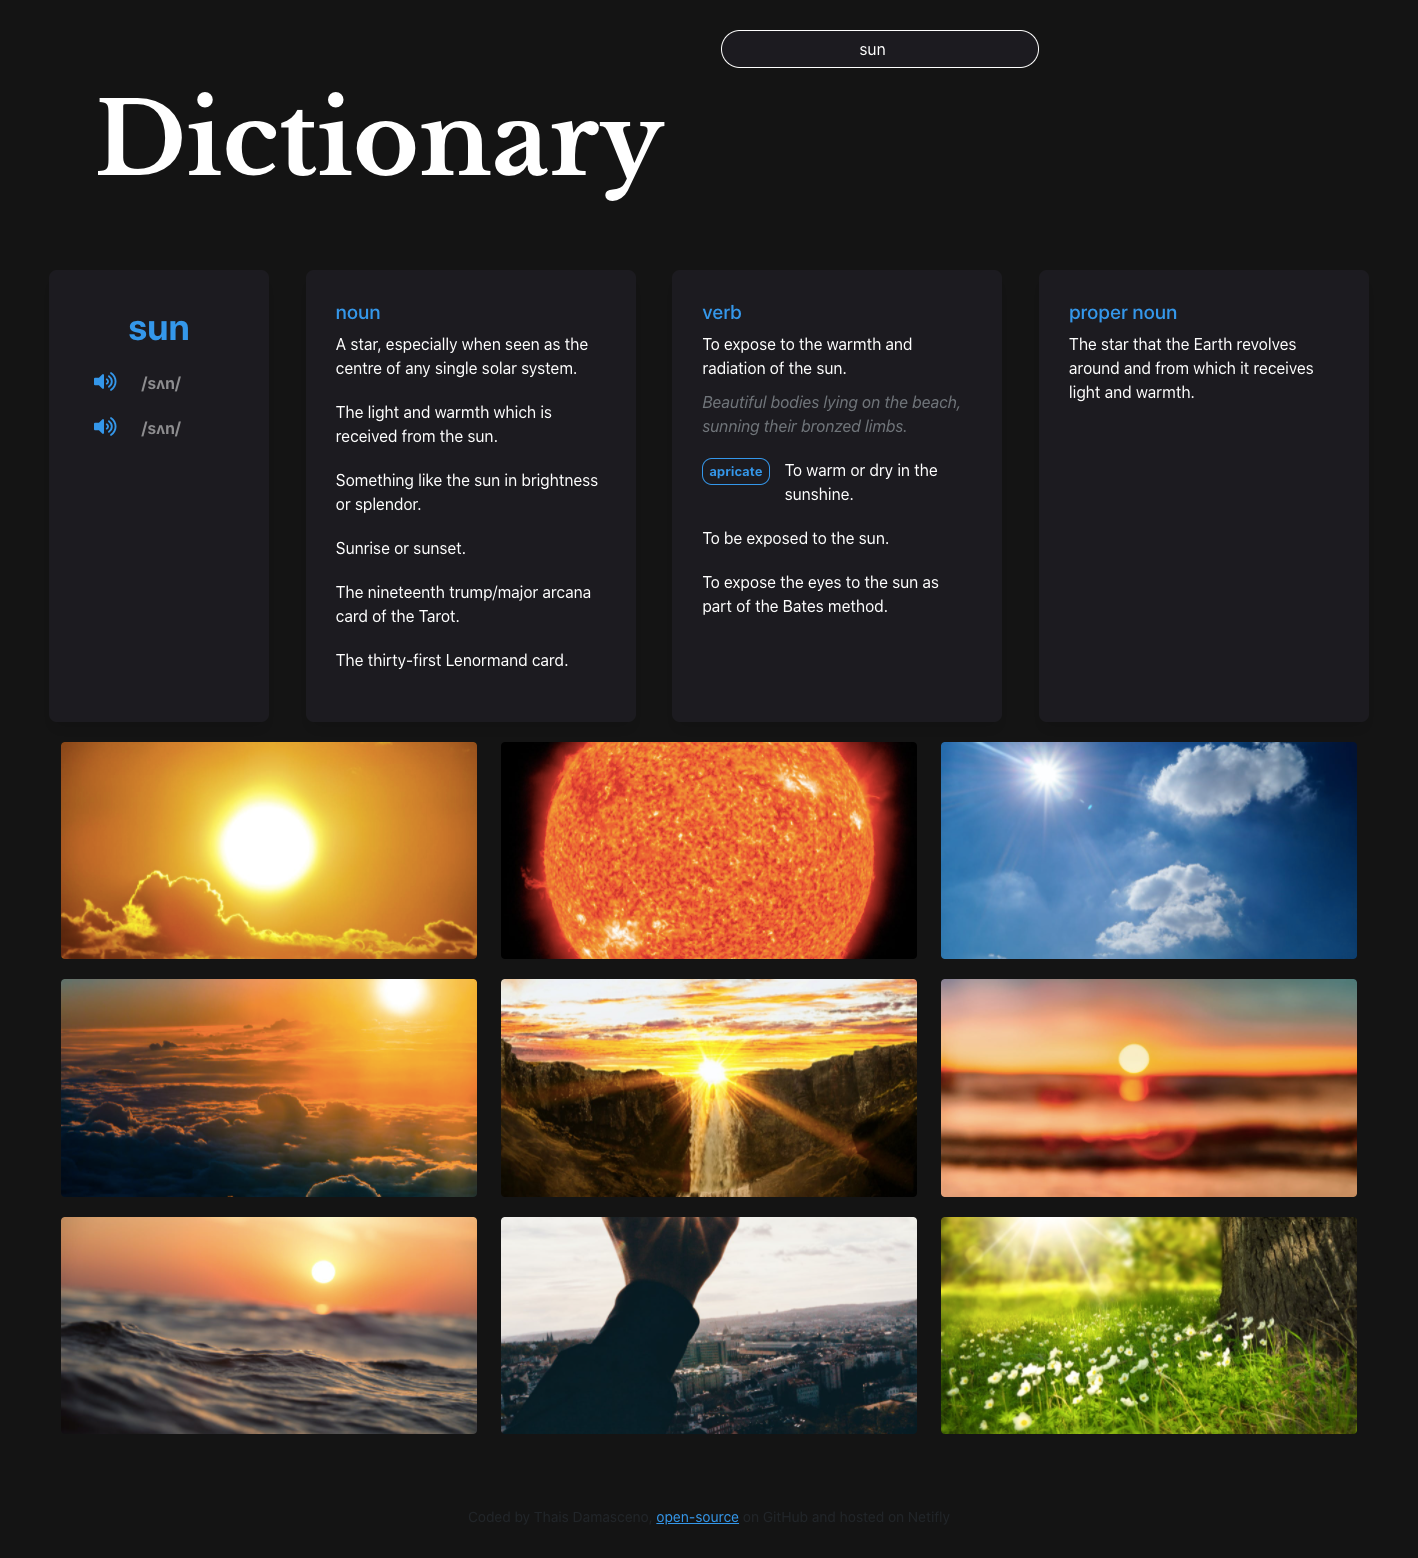 sun
Dictionary
sun
/sʌn/
/sʌn/
noun
A star, especially when seen as the
centre of any single solar system.
The light and warmth which is
received from the sun.
Something like the sun in brightness
or splendor.
Sunrise or sunset.
The nineteenth trump/major arcana
card of the Tarot.
The thirty-first Lenormand card.
verb
To expose to the warmth and
radiation of the sun.
Beautiful bodies lying on the beach,
sunning their bronzed limbs.
apricate To warm or dry in the
sunshine.
To be exposed to the sun.
To expose the eyes to the sun as
part of the Bates method.
proper noun
The star that the Earth revolves
around and from which it receives
light and warmth.
Coded by Thais Damasceno, open-source on GitHub and hosted on Netifly